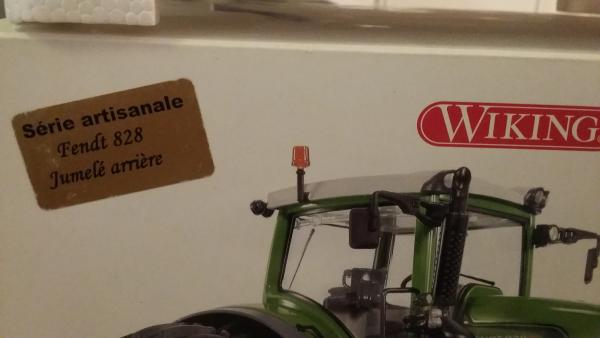 Série artisanale
Fendt 828
Jumelé arrière
WIKING